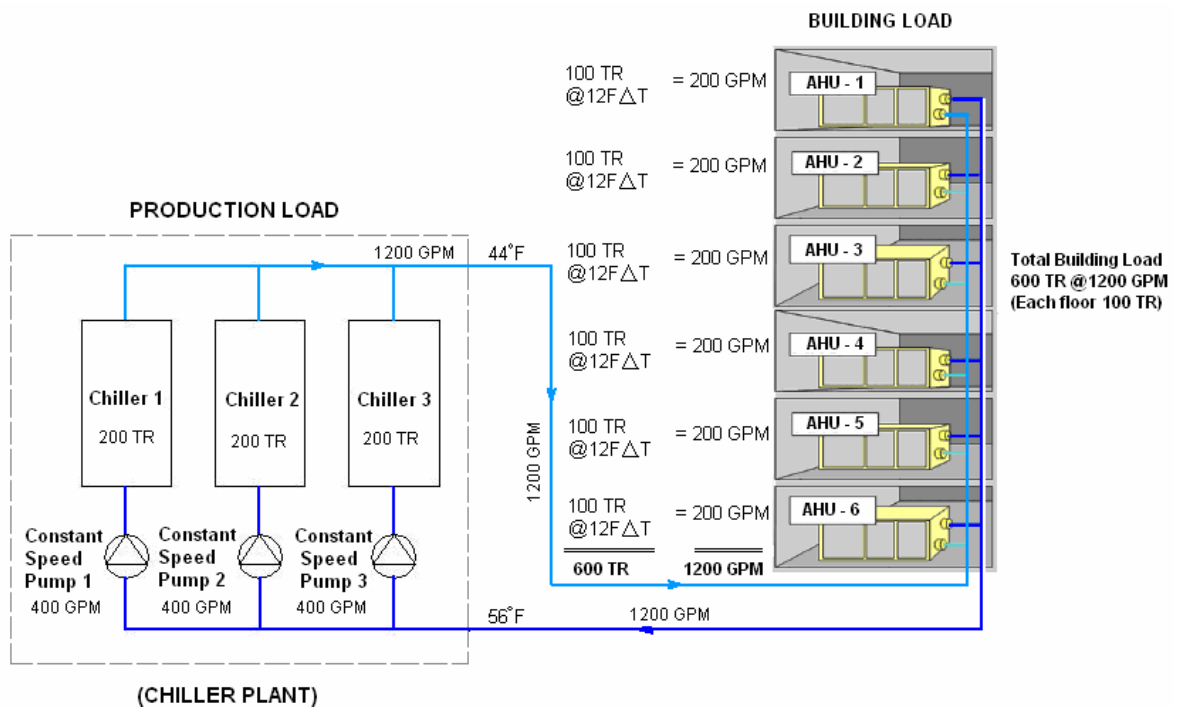 BUILDING LOAD
100 TR
@12F△T
= 200 GPM
AHU - 1
100 TR
@12F△T
= 200 GPM
AHU - 2
PRODUCTION LOAD
1200 GPM
44°F
100 TR
@12F△T
= 200 GPM
AHU - 3
Total Building Load
600 TR @1200 GPM
(Each floor 100 TR)
100 TR
@12F△T
= 200 GPM
AHU - 4
Chiller 1
200 TR
Chiller 2
200 TR
Chiller 3
200 TR
1200 GPM
100 TR
@12F△T
= 200 GPM
AHU - 5
100 TR
@12F△T
= 200 GPM
AHU - 6
600 TR
1200 GPM
Constant
Speed
Pump 1
400 GPM
Constant
Speed
Pump 2
400 GPM
Constant
Speed
Pump 3
400 GPM
56°F
1200 GPM
(CHILLER PLANT)